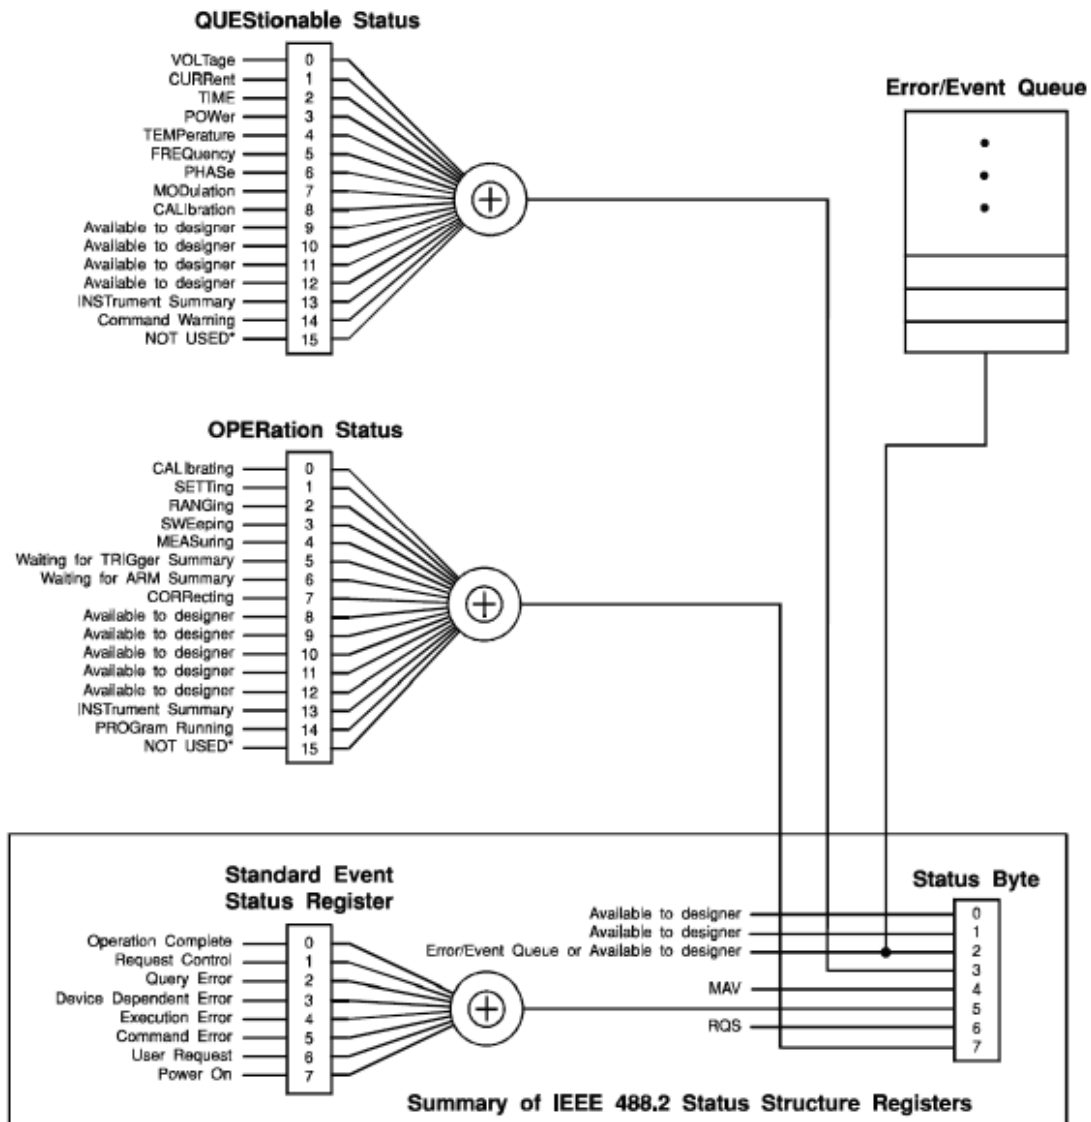 QUEStionable Status
VOLTage 0
CURRent 1
TIME 2
POWer 3
TEMPerature 4
FREQuency 5
PHASe 6
MODulation 7
CALIbration 8
Available to designer 9
Available to designer 10
Available to designer 11
Available to designer 12
INSTrument Summary 13
Command Warning 14
NOT USED* 15
Error/Event Queue
OPERation Status
CALIbrating 0
SETTing 1
RANGing 2
SWEeping 3
MEASuring 4
Waiting for TRIGger Summary 5
Waiting for ARM Summary 6
CORRecting 7
Available to designer 8
Available to designer 9
Available to designer 10
Available to designer 11
Available to designer 12
INSTrument Summary 13
PROGram Running 14
NOT USED* 15
Standard Event
Status Register
Operation Complete 0
Request Control 1
Query Error 2
Device Dependent Error 3
Execution Error 4
Command Error 5
User Request 6
Power On 7
Status Byte
Available to designer 0
Available to designer 1
Error/Event Queue or Available to designer 2
3
MAV 4
5
RQS 6
7
Summary of IEEE 488.2 Status Structure Registers